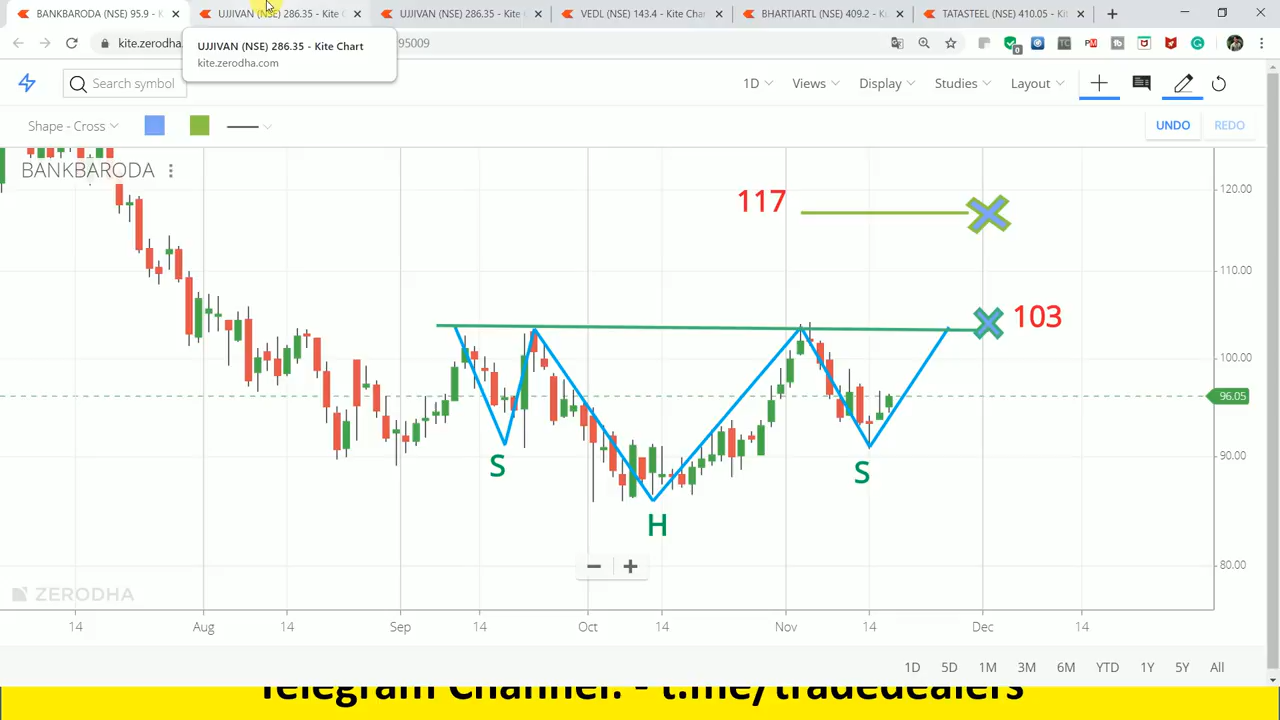 BANKBARODA (NSE) 95.9 - K
UJJIVAN (NSE) 286.35 - Kite C
UJJIVAN (NSE) 286.35 - Kite
VEDL (NSE) 143.4 - Kite Char
BHARTIARTL (NSE) 409.2 -
TATASTEEL (NSE) 410.05 - Kit
kite.zerodha.
95009
UJJIVAN (NSE) 286.35 - Kite Chart
kite.zerodha.com
Search symbol
1D
Views
Display
Studies
Layout
Shape - Cross
UNDO
REDO
BANKBARODA
117
103
S
H
S
120.00
110.00
100.00
96.05
90.00
80.00
ZERODHA
14
Aug
14
Sep
14
Oct
14
Nov
14
Dec
14
1D
5D
1M
3M
6M
YTD
1Y
5Y
All
Telegram Channel: - t.me/tradedealers